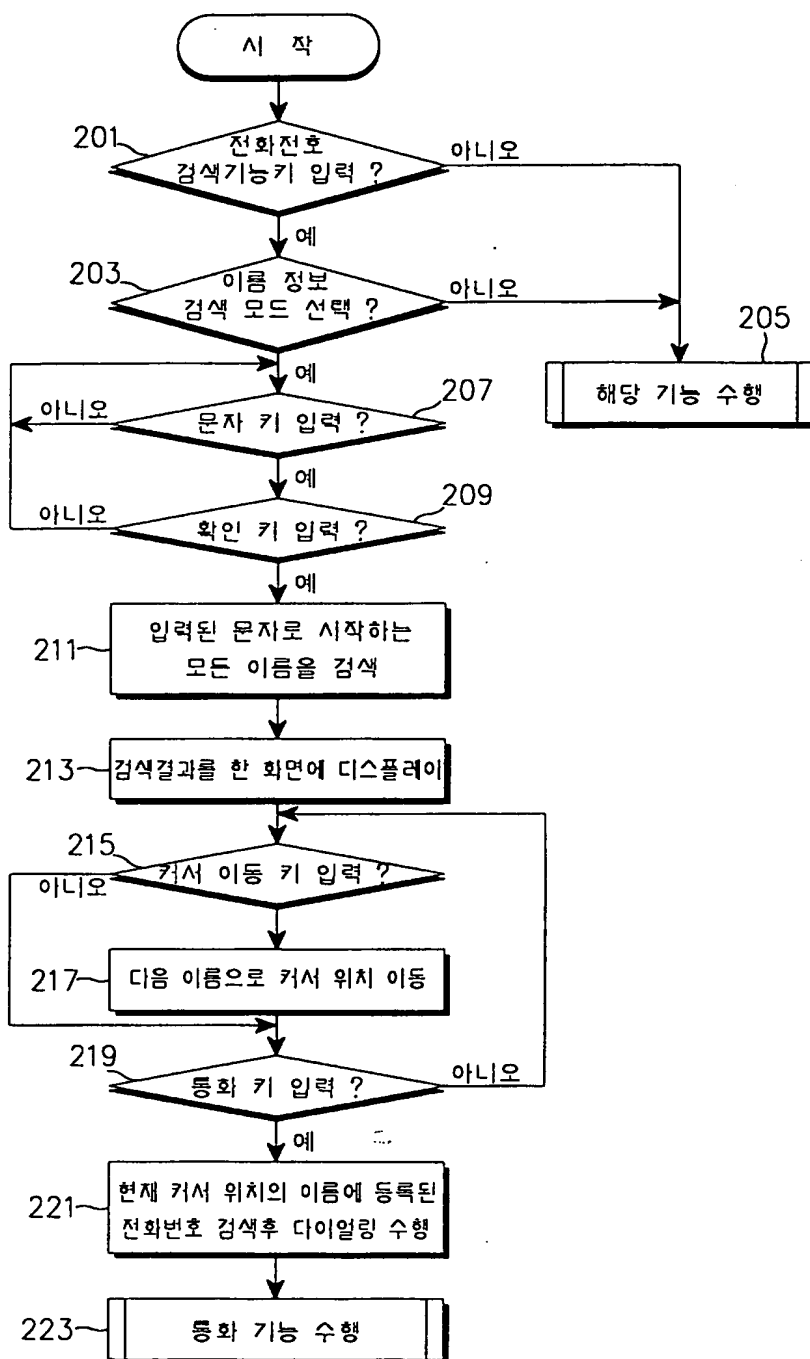 시 작
201
전화전호
검색기능키 입력 ?
아니오
예
203
이름 정보
검색 모드 선택 ?
아니오
205
해당 기능 수행
예
207
아니오
문자 키 입력 ?
예
209
아니오
확인 키 입력 ?
예
211
입력된 문자로 시작하는
모든 이름을 검색
213
검색결과를 한 화면에 디스플레이
215
커서 이동 키 입력 ?
아니오
217
다음 이름으로 커서 위치 이동
219
통화 키 입력 ?
아니오
예
221
현재 커서 위치의 이름에 등록된
전화번호 검색후 다이얼링 수행
223
통화 기능 수행